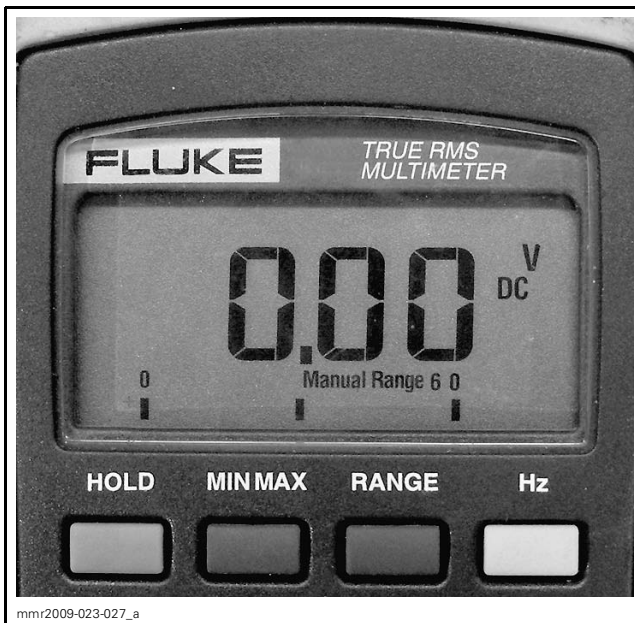 FLUKE
TRUE RMS
MULTIMETER
0.00 V
DC
0 Manual Range 6 0
HOLD MIN MAX RANGE Hz
mmr2009-023-027_a